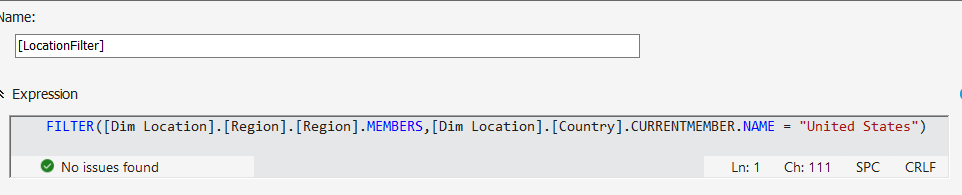 Name:
[LocationFilter]
Expression
FILTER([Dim Location].[Region].[Region].MEMBERS,[Dim Location].[Country].CURRENTMEMBER.NAME = "United States")
No issues found Ln: 1 Ch: 111 SPC CRLF